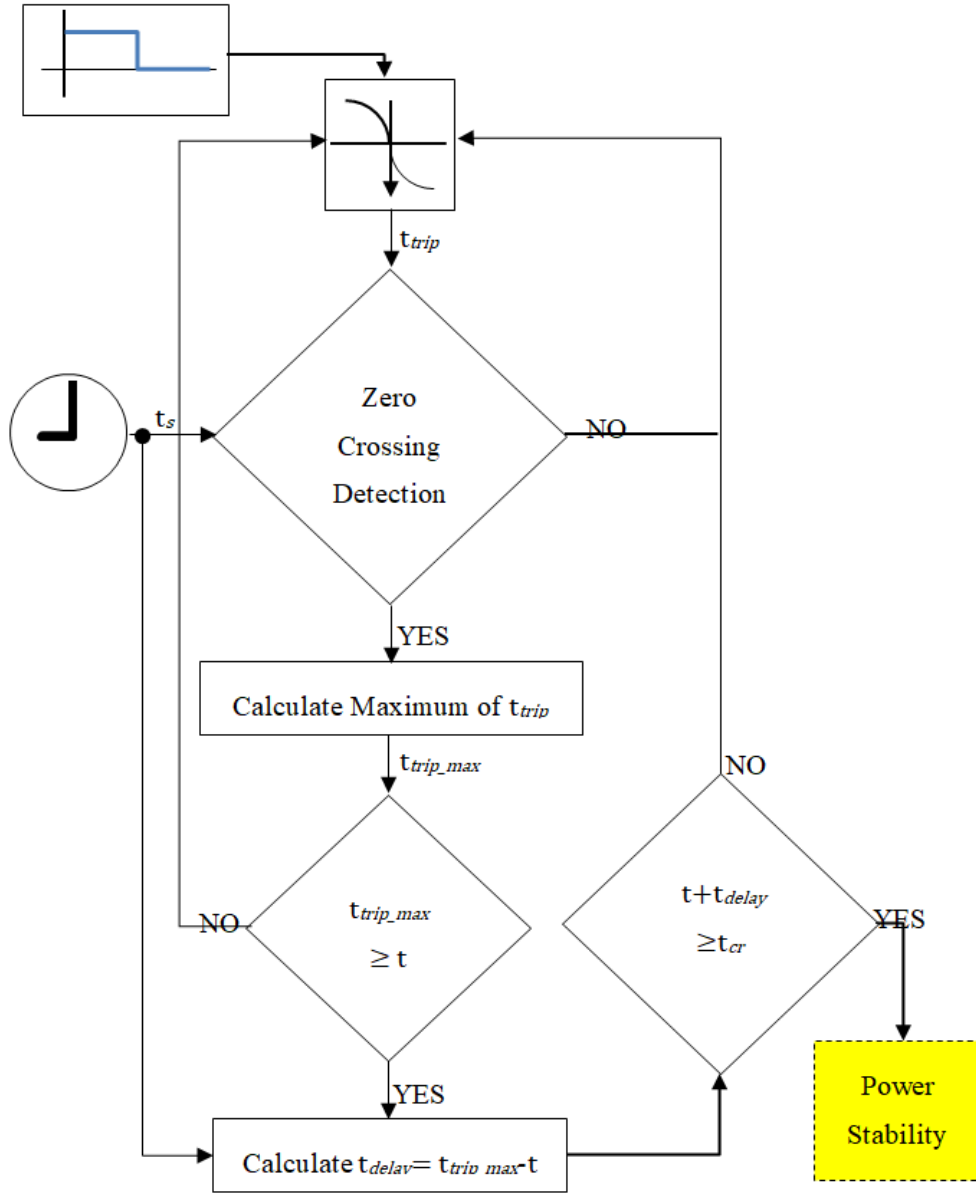 t_trip
Zero
Crossing
Detection
t_s
NO
YES
Calculate Maximum of t_trip
t_trip_max
t_trip_max
≥ t
NO
YES
Calculate t_delay= t_trip_max-t
t+t_delay
≥t_cr
NO
YES
Power
Stability